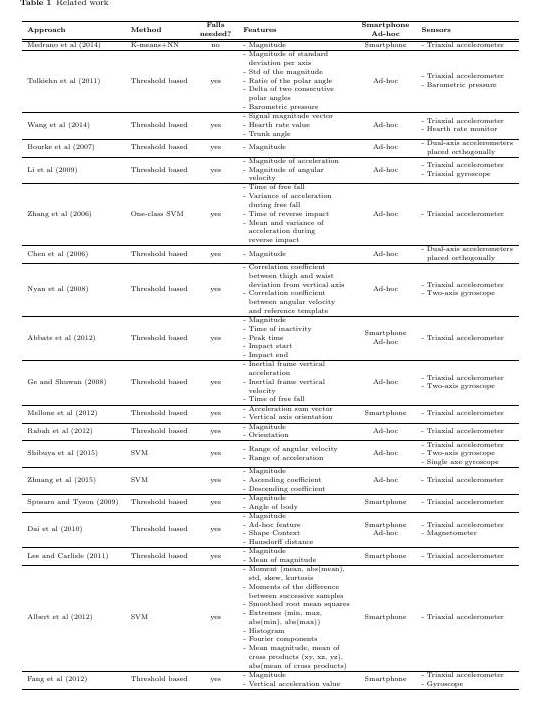 Table 1 Related work
Approach Method Falls needed? Features Smartphone Ad-hoc Sensors
Medrano et al (2014) K-means+NN no - Magnitude Smartphone - Triaxial accelerometer
Tolkiehn et al (2011) Threshold based yes - Magnitude of standard deviation per axis
- Std of the magnitude
- Ratio of the polar angle
- Delta of two consecutive polar angles
- Barometric pressure
Ad-hoc - Triaxial accelerometer
- Barometric pressure
Wang et al (2014) Threshold based yes - Signal magnitude vector
- Hearth rate value
- Trunk angle
Ad-hoc - Triaxial accelerometer
- Hearth rate monitor
Bourke et al (2007) Threshold based yes - Magnitude Ad-hoc - Dual-axis accelerometers
placed orthogonally
Li et al (2009) Threshold based yes - Magnitude of acceleration
- Magnitude of angular
velocity
Ad-hoc - Triaxial accelerometer
- Triaxial gyroscope
Zhang et al (2006) One-class SVM yes - Time of free fall
- Variance of acceleration
during free fall
- Time of reverse impact
- Mean and variance of
acceleration during
reverse impact
Ad-hoc - Triaxial accelerometer
Chen et al (2006) Threshold based yes - Magnitude Ad-hoc - Dual-axis accelerometers
placed orthogonally
Nyan et al (2008) Threshold based yes - Correlation coefficient
between thigh and waist
deviation from vertical axis
- Correlation coefficient
between angular velocity
and reference template
Ad-hoc - Triaxial accelerometer
- Two-axis gyroscope
Abbate et al (2012) Threshold based yes - Magnitude
- Time of inactivity
- Peak time
- Impact start
- Impact end
Smartphone
Ad-hoc
- Triaxial accelerometer
Ge and Shuwan (2008) Threshold based yes - Inertial frame vertical
acceleration
- Inertial frame vertical
velocity
- Time of free fall
Ad-hoc - Triaxial accelerometer
- Two-axis gyroscope
Mellone et al (2012) Threshold based yes - Acceleration sum vector
- Vertical axis orientation
Smartphone - Triaxial accelerometer
Rabah et al (2012) Threshold based yes - Magnitude
- Orientation
Ad-hoc - Triaxial accelerometer
Shibuya et al (2015) SVM yes - Range of angular velocity
- Range of acceleration
Ad-hoc - Triaxial accelerometer
- Two-axis gyroscope
- Single axe gyroscope
Zhuang et al (2015) SVM yes - Magnitude
- Ascending coefficient
- Descending coefficient
Ad-hoc - Triaxial accelerometer
Sposaro and Tyson (2009) Threshold based yes - Magnitude
- Angle of body
Smartphone - Triaxial accelerometer
Dai et al (2010) Threshold based yes - Magnitude
- Ad-hoc feature
- Shape Context
- Hausdorff distance
Smartphone
Ad-hoc
- Triaxial accelerometer
- Magnetometer
Lee and Carlisle (2011) Threshold based yes - Magnitude
- Mean of magnitude
Smartphone - Triaxial accelerometer
Albert et al (2012) SVM yes - Moment (mean, abs(mean),
std, skew, kurtosis
- Moments of the difference
between successive samples
- Smoothed root mean squares
- Extremes (min, max,
abs(min), abs(max))
- Histogram
- Fourier components
- Mean magnitude, mean of
cross products (xy, xz, yz),
abs(mean of cross products)
Smartphone - Triaxial accelerometer
Fang et al (2012) Threshold based yes - Magnitude
- Vertical acceleration value
Smartphone - Triaxial accelerometer
- Gyroscope